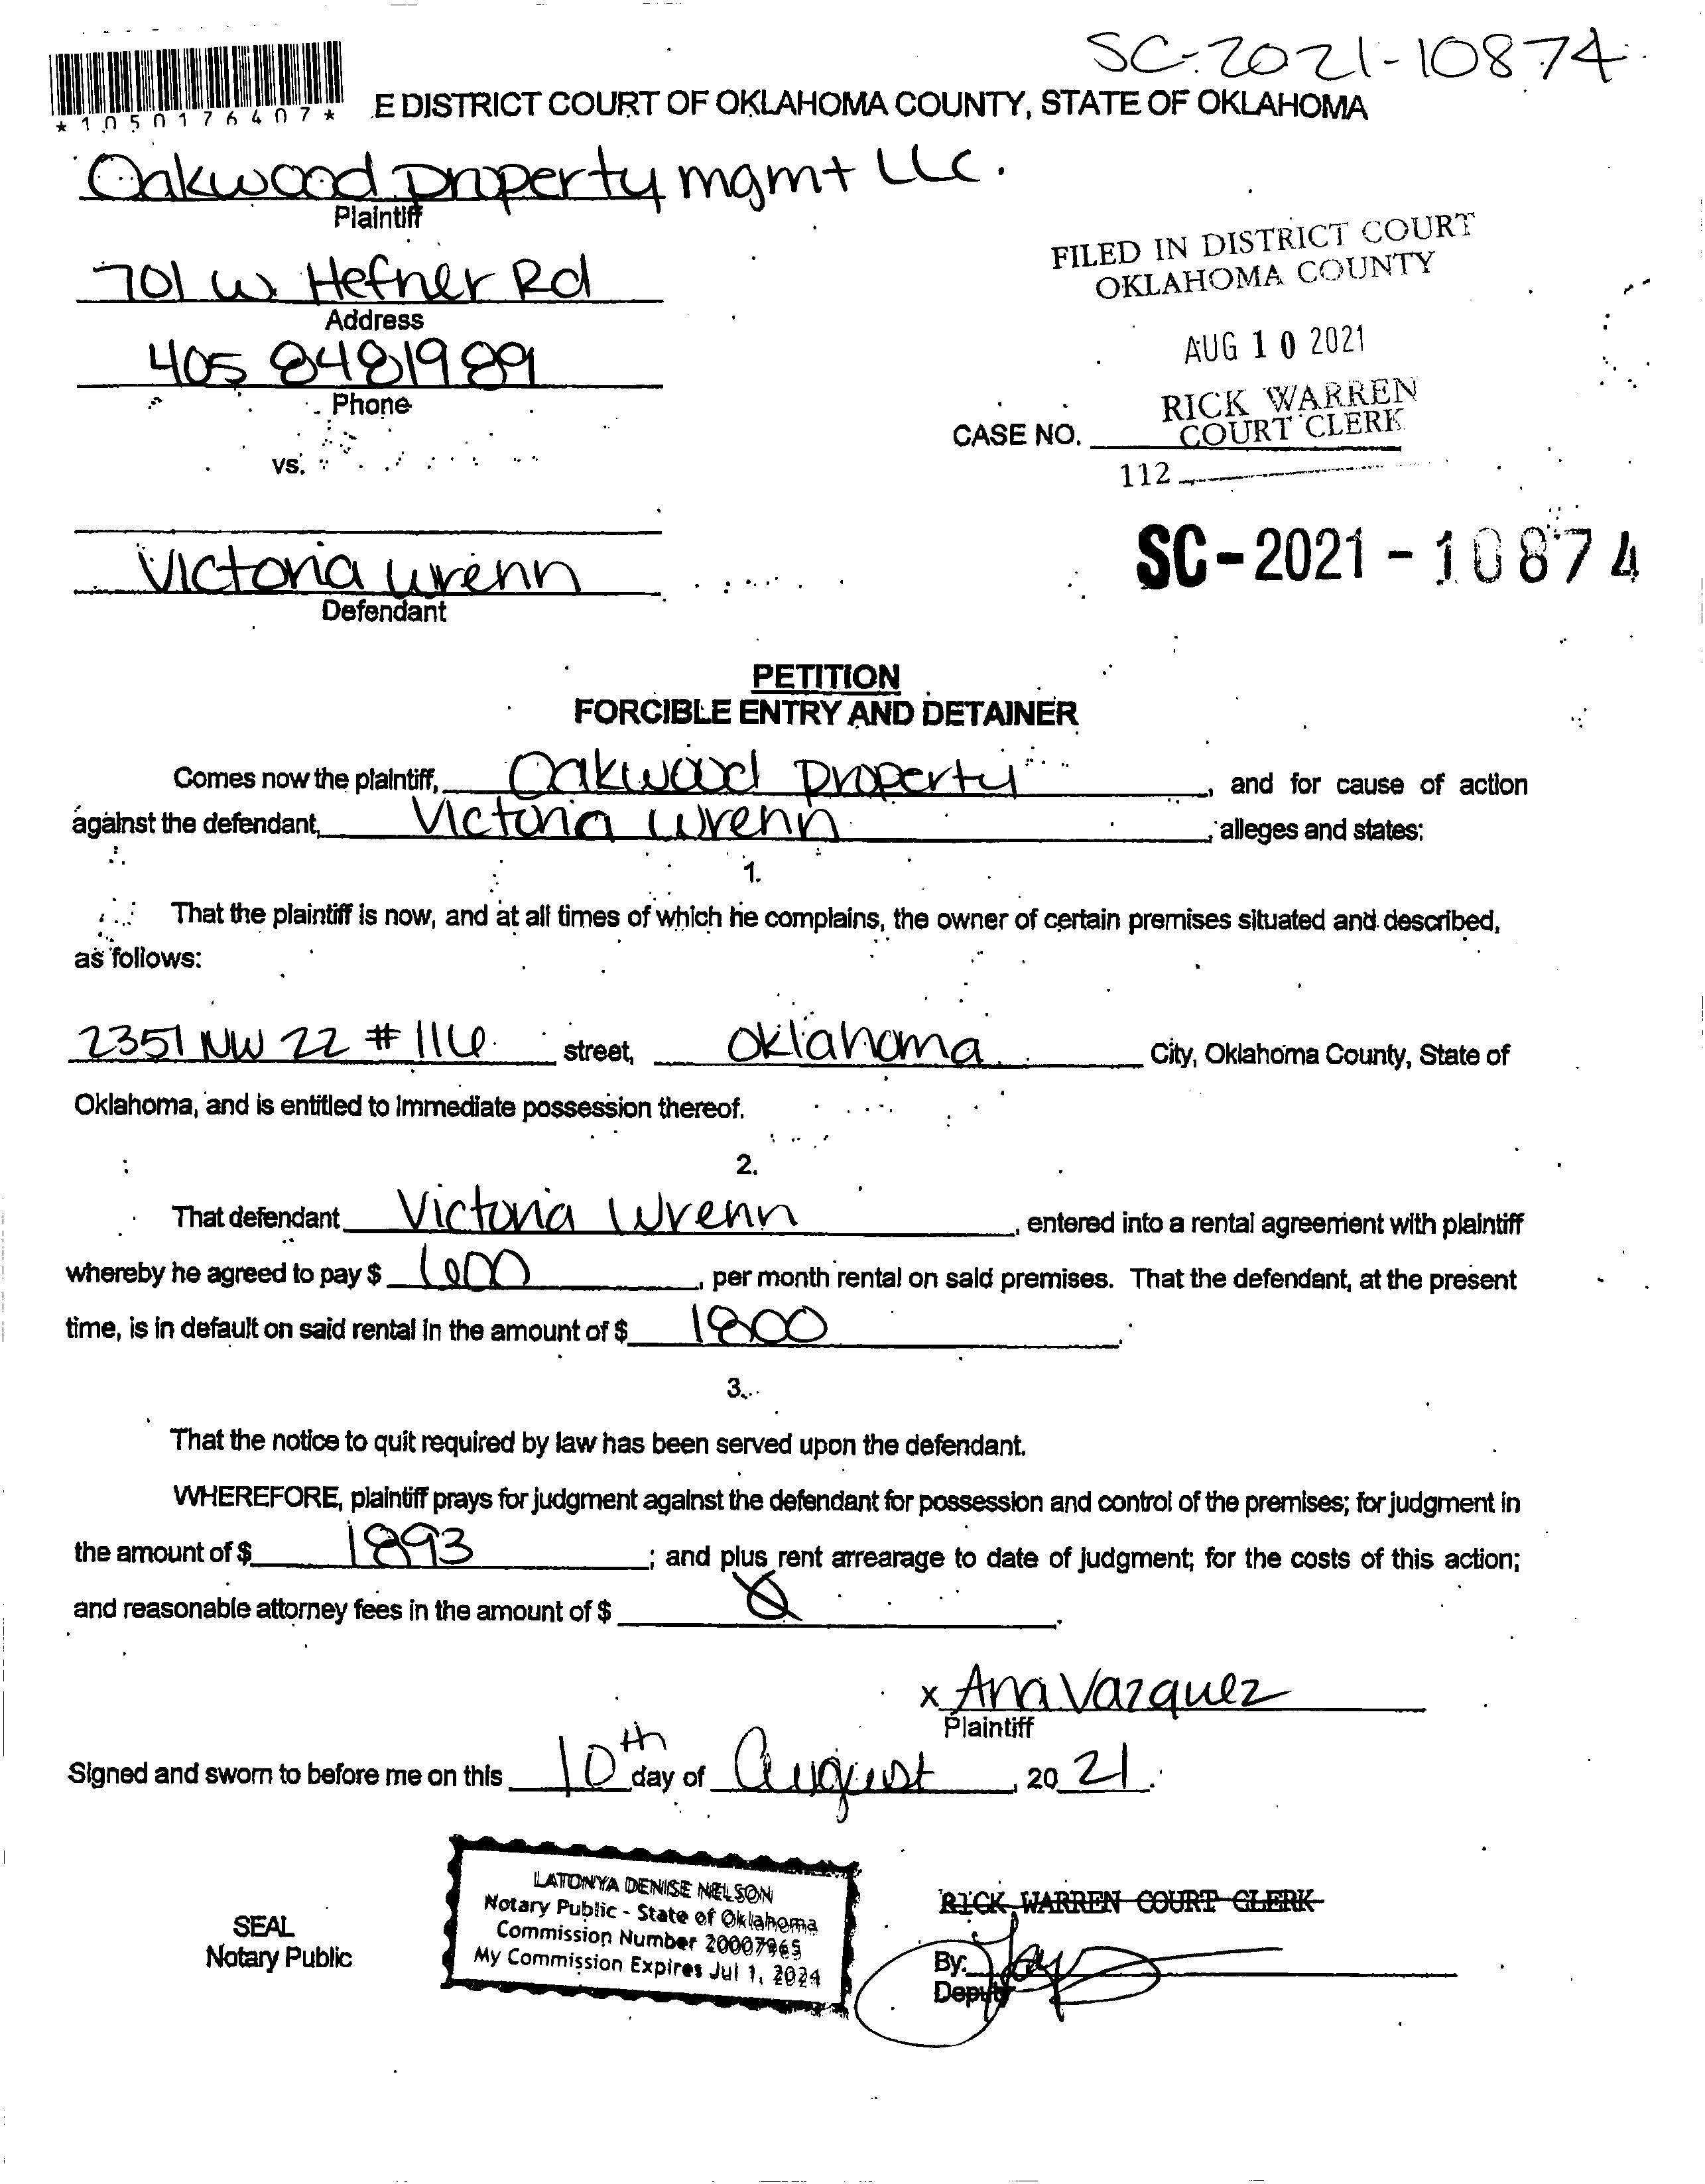 SC-2021-10874
*1050176407*
E DISTRICT COURT OF OKLAHOMA COUNTY, STATE OF OKLAHOMA
Oakwood property mgmt LLC.
Plaintiff
701 W. Hefner Rd
Address
405 8481989
Phone
vs.
FILED IN DISTRICT COURT
OKLAHOMA COUNTY
AUG 10 2021
RICK WARREN
COURT CLERK
CASE NO.
112
SC-2021-10874
Victoria Wrenn
Defendant
PETITION
FORCIBLE ENTRY AND DETAINER
Comes now the plaintiff, Oakwood property, and for cause of action
against the defendant, Victoria Wrenn, alleges and states:
1.
That the plaintiff is now, and at all times of which he complains, the owner of certain premises situated and described,
as follows:
2351 NW 22 # 116 street, Oklahoma City, Oklahoma County, State of
Oklahoma, and is entitled to immediate possession thereof.
2.
That defendant Victoria Wrenn, entered into a rental agreement with plaintiff
whereby he agreed to pay $ 600, per month rental on said premises. That the defendant, at the present
time, is in default on said rental in the amount of $ 1800.
3.
That the notice to quit required by law has been served upon the defendant.
WHEREFORE, plaintiff prays for judgment against the defendant for possession and control of the premises; for judgment in
the amount of $ 1893; and plus rent arrearage to date of judgment; for the costs of this action;
and reasonable attorney fees in the amount of $ .
x Ana Vazquez
Plaintiff
Signed and sworn to before me on this 10th day of August, 20 21.
SEAL
Notary Public
LATONYA DENISE NELSON
Notary Public - State of Oklahoma
Commission Number 20007965
My Commission Expires Jul 1, 2024
RICK WARREN COURT CLERK
By:
Deputy